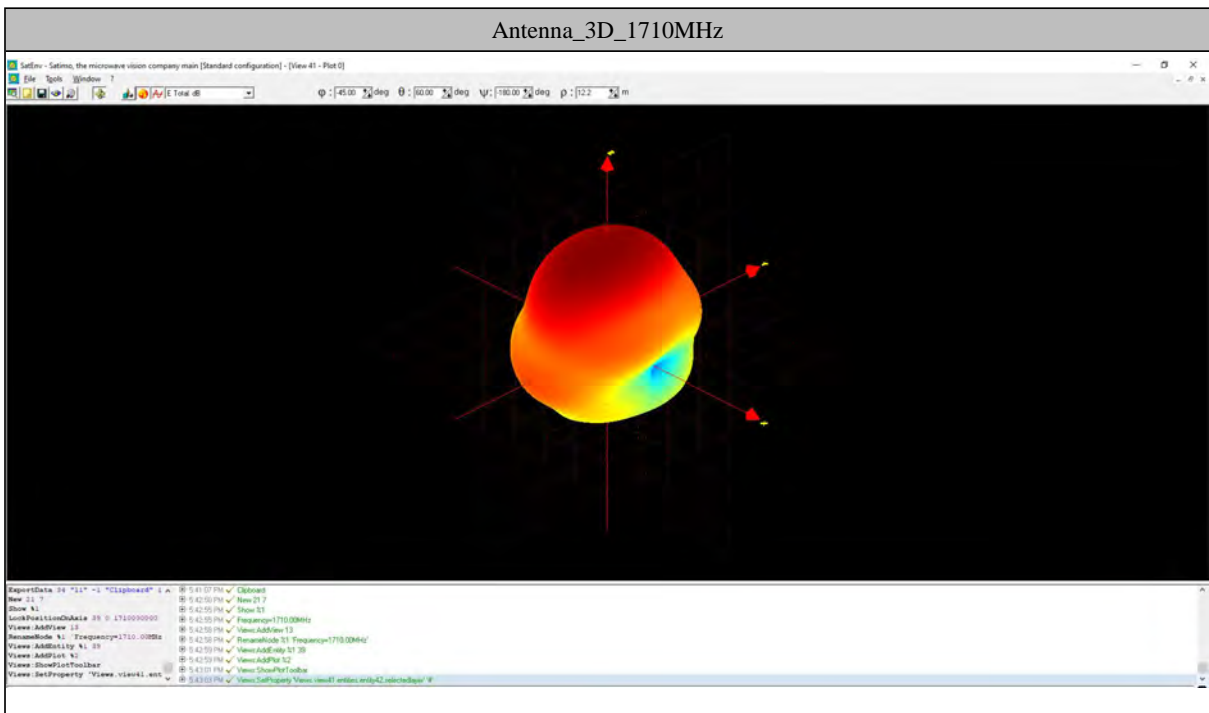 Antenna_3D_1710MHz
SatEnv - Satimo, the microwave vision company main [Standard configuration] - [View 41 - Plot 0]
File Tools Window ?
E Total dB φ : -45.00 deg θ : 60.00 deg ψ : -180.00 deg ρ : 12.2 m
ExportData 34 "11" -1 "Clipboard" 1
New 21 7
Show %1
LockPositionOnAxis 39 0 1710000000
Views:AddView 13
RenameNode %1 'Frequency=1710.00MHz
Views:AddEntity %1 39
Views:AddPlot %2
Views:ShowPlotToolbar
Views:SetProperty 'Views.view41.ent
5:41:07 PM Clipboard
5:42:50 PM New 21 7
5:42:55 PM Show %1
5:42:55 PM Frequency=1710.00MHz
5:42:58 PM Views:AddView 13
5:42:58 PM RenameNode %1 'Frequency=1710.00MHz'
5:42:59 PM Views:AddEntity %1 39
5:42:59 PM Views:AddPlot %2
5:43:01 PM Views:ShowPlotToolbar
5:43:03 PM Views:SetProperty 'Views.view41.entities.entity42.selectedlayer'